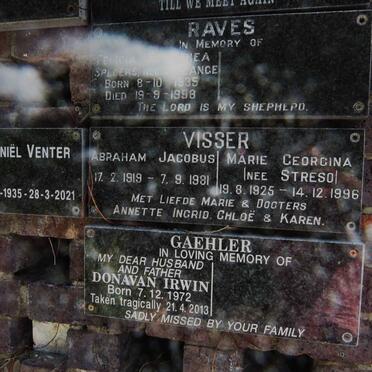 TILL WE MEET AGAIN
RAVES
IN MEMORY OF
BORN 8-10-1935
DIED 19-9-1998
THE LORD IS MY SHEPHERD.
NIËL VENTER
-1935-28-3-2021
VISSER
ABRAHAM JACOBUS
17.2.1919 - 7.9.1981
MARIE GEORGINA
(NEE STRESO)
19.8.1925 - 14.12.1996
MET LIEFDE MARIE & DOGTERS
ANNETTE INGRID CHLOË & KAREN.
GAEHLER
IN LOVING MEMORY OF
MY DEAR HUSBAND
AND FATHER
DONAVAN IRWIN
Born 7.12.1972
Taken tragically 21.4.2013
SADLY MISSED BY YOUR FAMILY